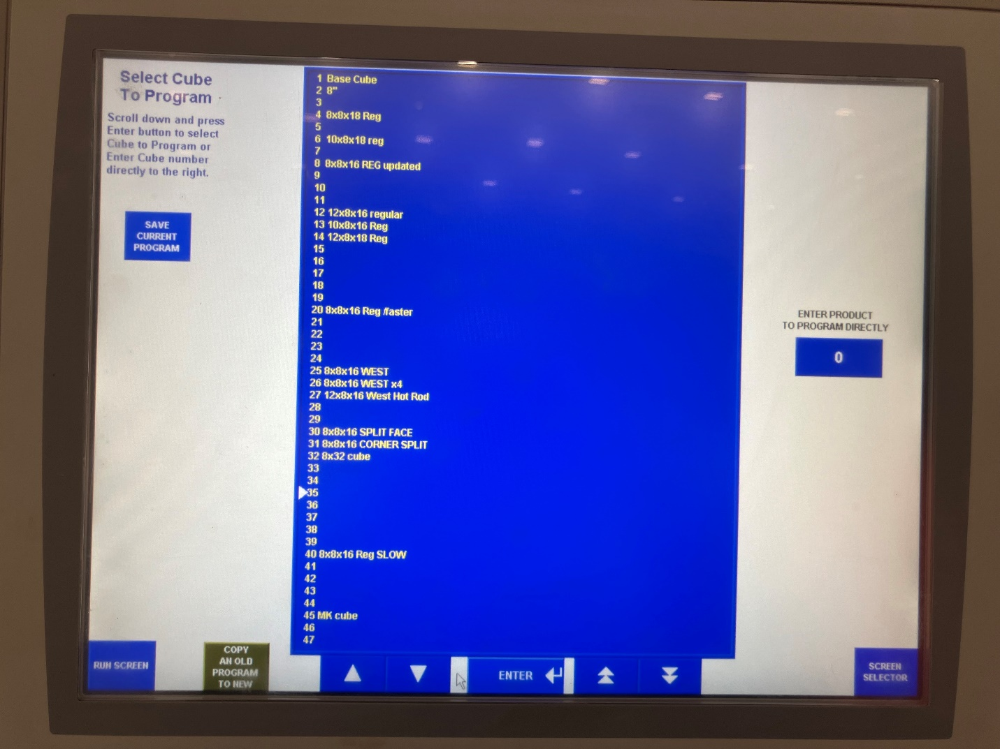 Select Cube
To Program
Scroll down and press
Enter button to select
Cube to Program or
Enter Cube number
directly to the right.
SAVE
CURRENT
PROGRAM
1 Base Cube
2 8"
3
4 8x8x18 Reg
5
6 10x8x18 reg
7
8 8x8x16 REG updated
9
10
11
12 12x8x16 regular
13 10x8x16 Reg
14 12x8x18 Reg
15
16
17
18
19
20 8x8x16 Reg /faster
21
22
23
24
25 8x8x16 WEST
26 8x8x16 WEST x4
27 12x8x16 West Hot Rod
28
29
30 8x8x16 SPLIT FACE
31 8x8x16 CORNER SPLIT
32 8x32 cube
33
34
35
36
37
38
39
40 8x8x16 Reg SLOW
41
42
43
44
45 MK cube
46
47
ENTER PRODUCT
TO PROGRAM DIRECTLY
0
RUN SCREEN
COPY
AN OLD
PROGRAM
TO NEW
ENTER
SCREEN
SELECTOR